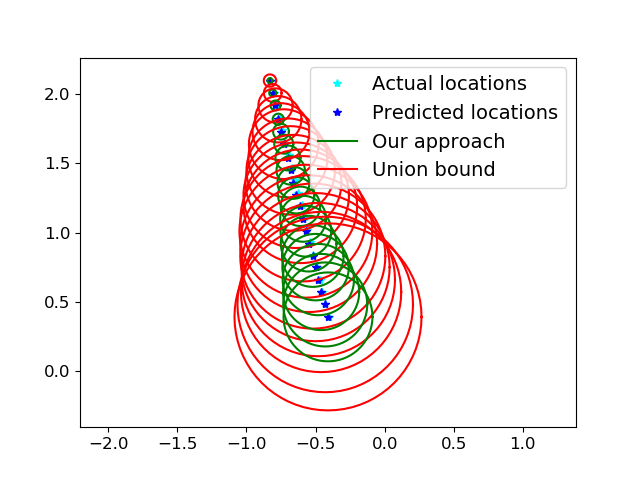 Actual locations
Predicted locations
Our approach
Union bound
2.0
1.5
1.0
0.5
0.0
−2.0 −1.5 −1.0 −0.5 0.0 0.5 1.0